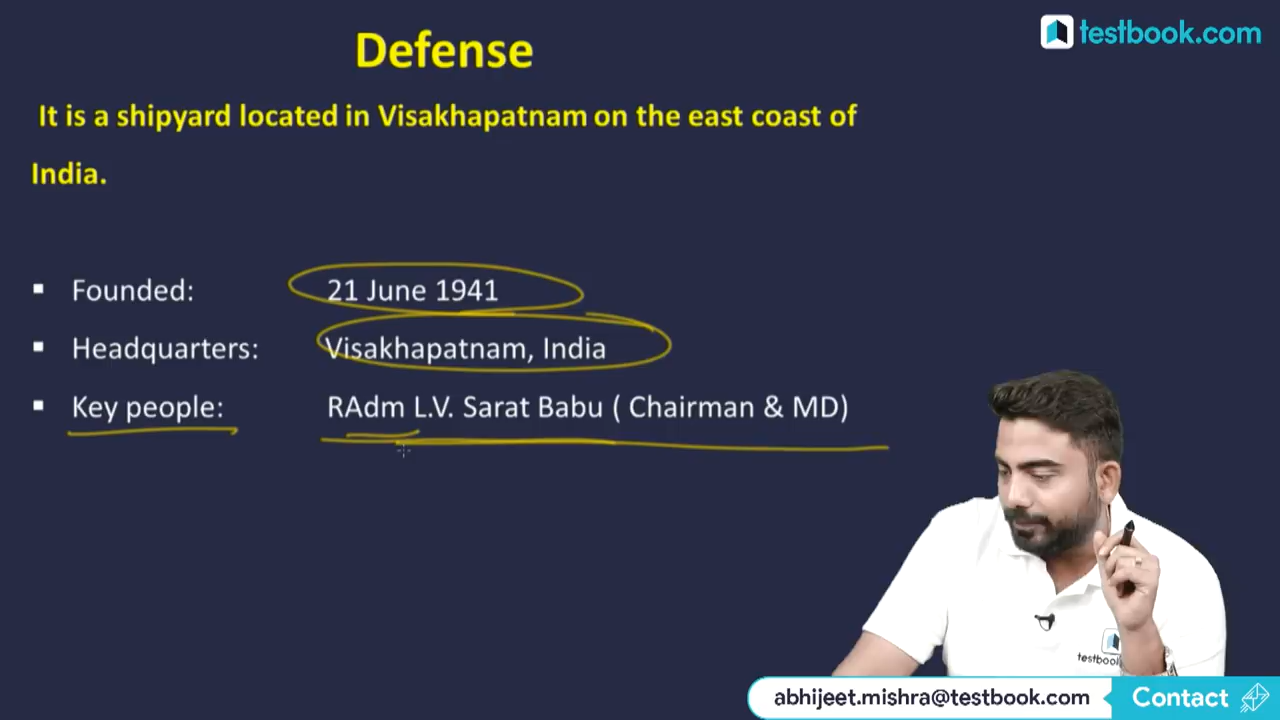 Defense
testbook.com
It is a shipyard located in Visakhapatnam on the east coast of
India.
▪ Founded: 21 June 1941
▪ Headquarters: Visakhapatnam, India
▪ Key people: RAdm L.V. Sarat Babu ( Chairman & MD)
testbook
abhijeet.mishra@testbook.com
Contact